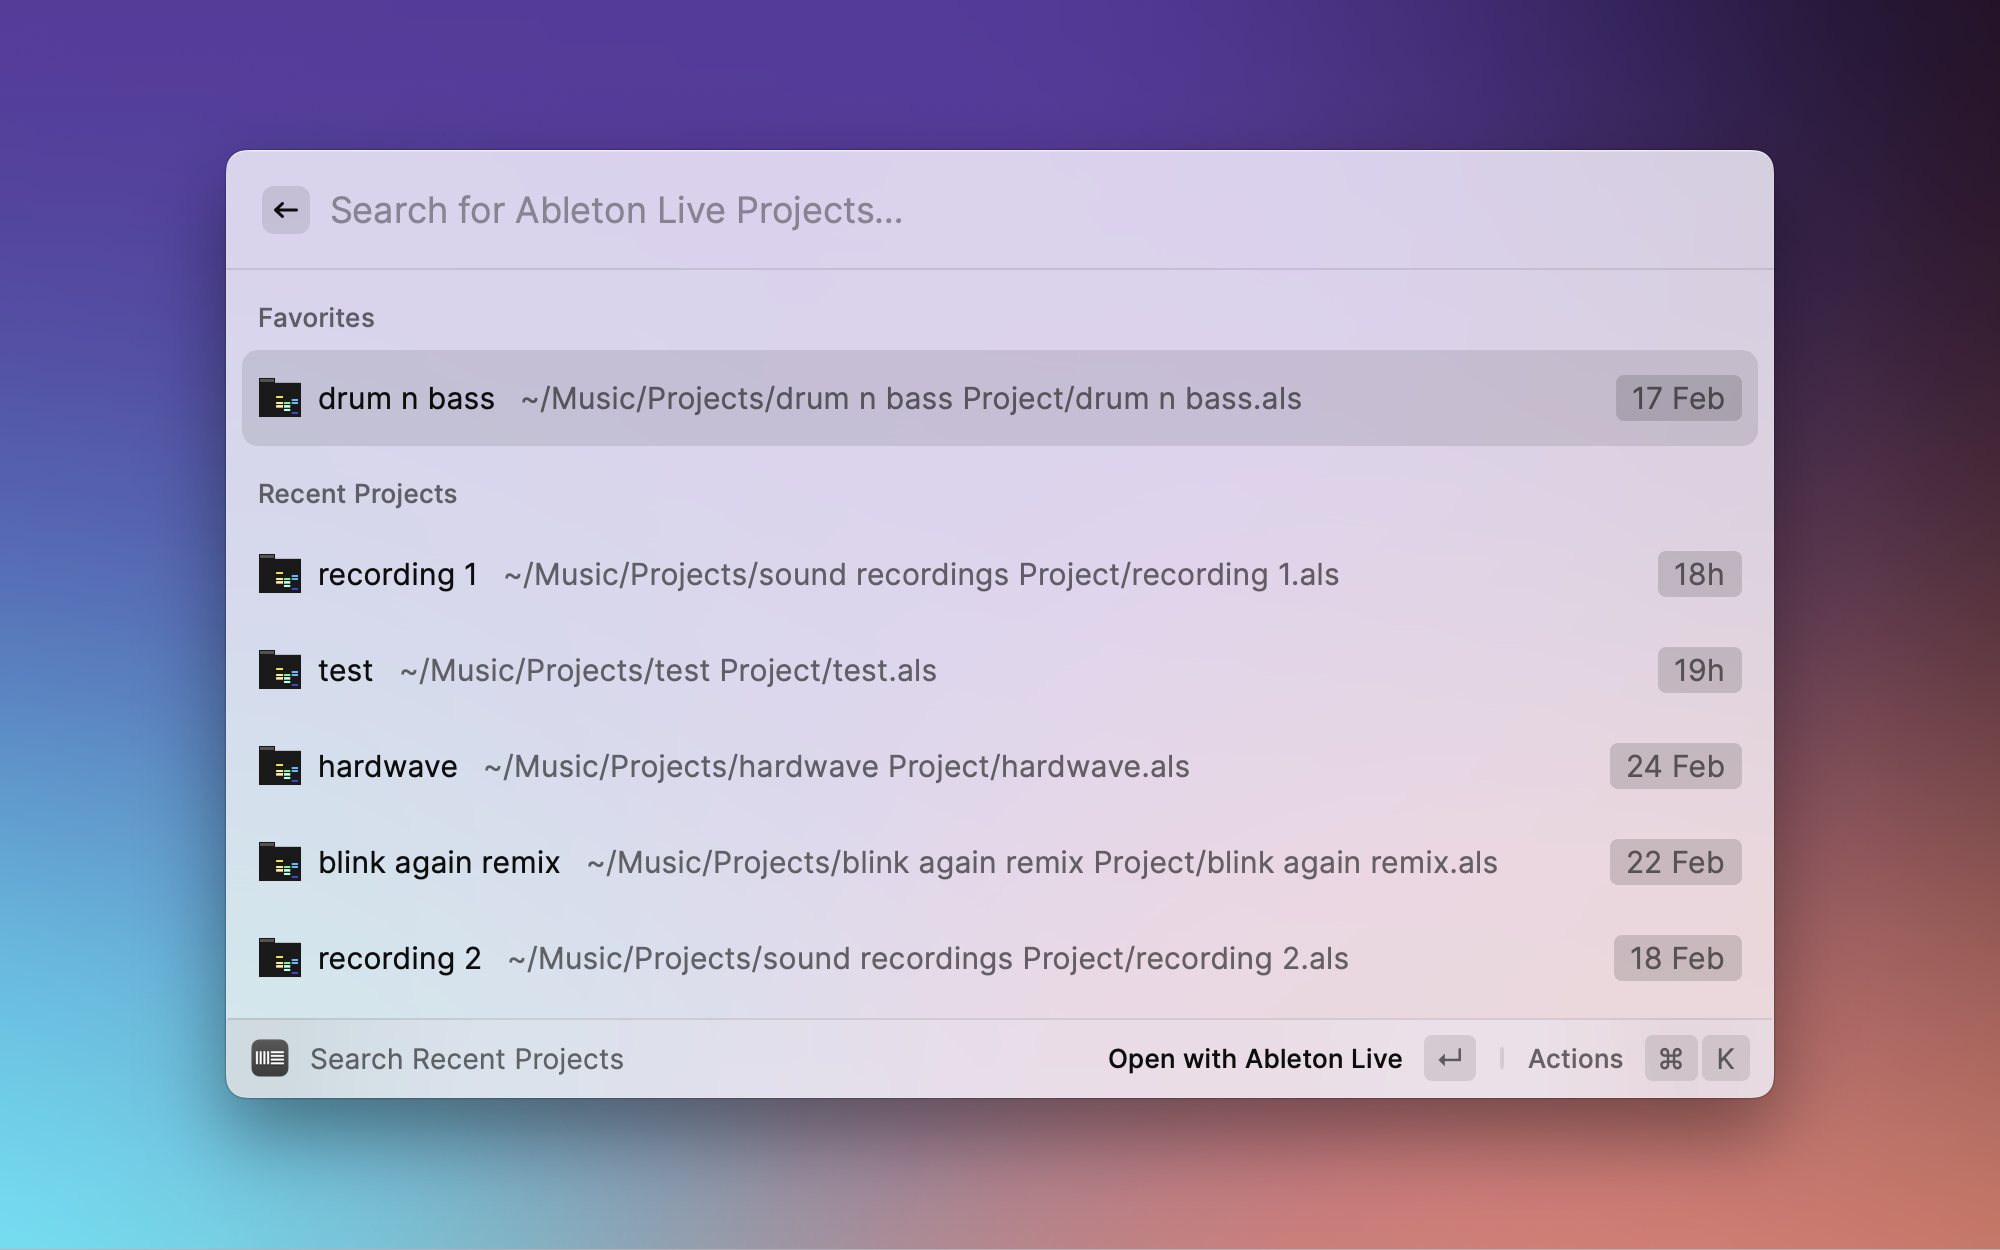 Search for Ableton Live Projects...
Favorites
drum n bass ~/Music/Projects/drum n bass Project/drum n bass.als 17 Feb
Recent Projects
recording 1 ~/Music/Projects/sound recordings Project/recording 1.als 18h
test ~/Music/Projects/test Project/test.als 19h
hardwave ~/Music/Projects/hardwave Project/hardwave.als 24 Feb
blink again remix ~/Music/Projects/blink again remix Project/blink again remix.als 22 Feb
recording 2 ~/Music/Projects/sound recordings Project/recording 2.als 18 Feb
Search Recent Projects Open with Ableton Live ↵ Actions ⌘ K